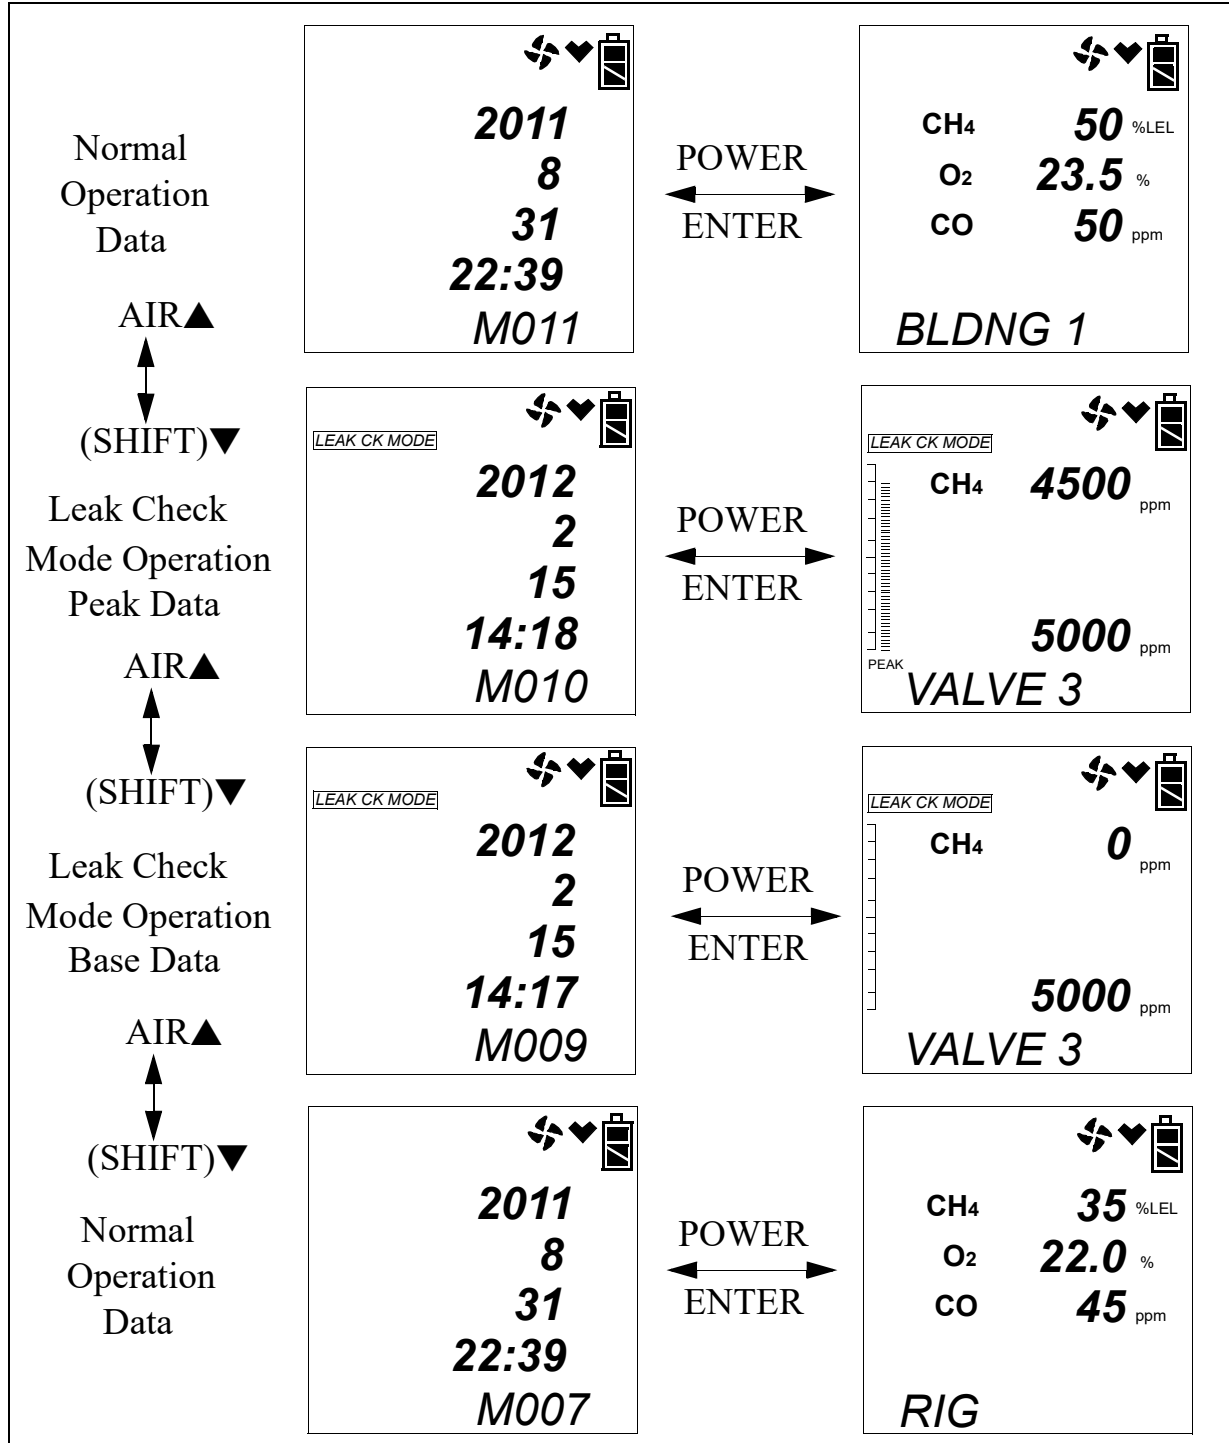 Normal
Operation
Data
2011
8
31
22:39
M011
POWER
ENTER
CH4 50 %LEL
O2 23.5 %
CO 50 ppm
BLDNG 1
AIR▲
(SHIFT)▼
Leak Check
Mode Operation
Peak Data
LEAK CK MODE
2012
2
15
14:18
M010
POWER
ENTER
LEAK CK MODE
CH4 4500 ppm
5000 ppm
PEAK
VALVE 3
AIR▲
(SHIFT)▼
Leak Check
Mode Operation
Base Data
LEAK CK MODE
2012
2
15
14:17
M009
POWER
ENTER
LEAK CK MODE
CH4 0 ppm
5000 ppm
VALVE 3
AIR▲
(SHIFT)▼
Normal
Operation
Data
2011
8
31
22:39
M007
POWER
ENTER
CH4 35 %LEL
O2 22.0 %
CO 45 ppm
RIG